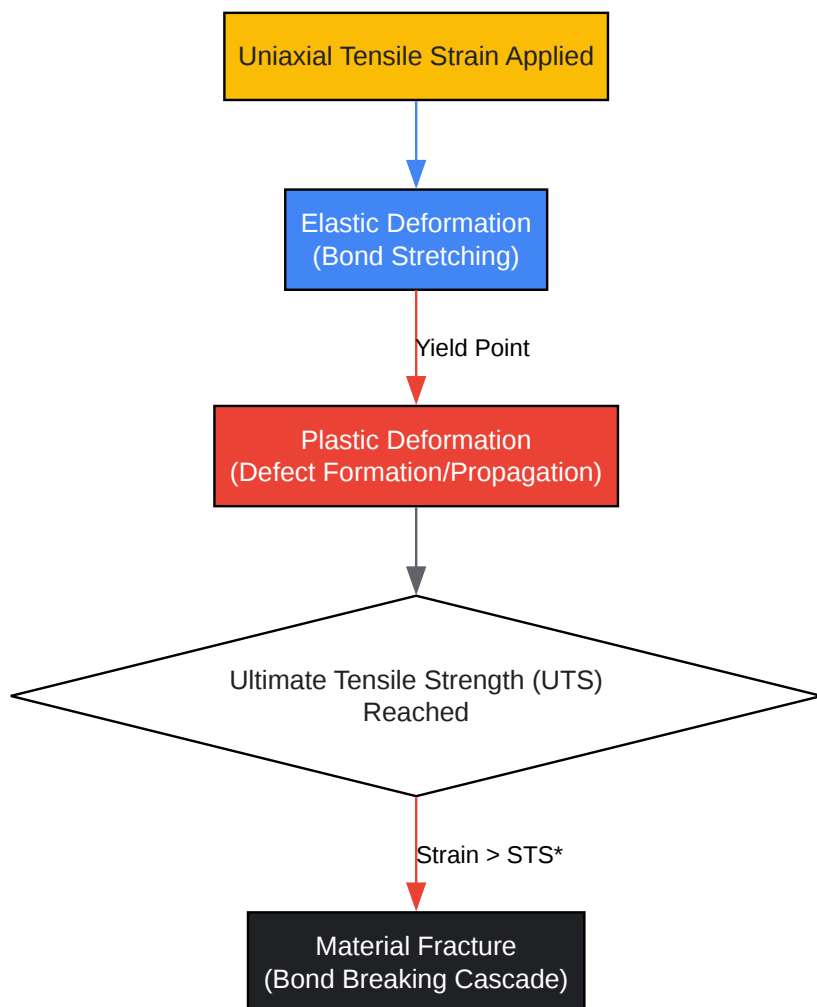 Uniaxial Tensile Strain Applied
Elastic Deformation
(Bond Stretching)
Yield Point
Plastic Deformation
(Defect Formation/Propagation)
Ultimate Tensile Strength (UTS)
Reached
Strain > STS*
Material Fracture
(Bond Breaking Cascade)